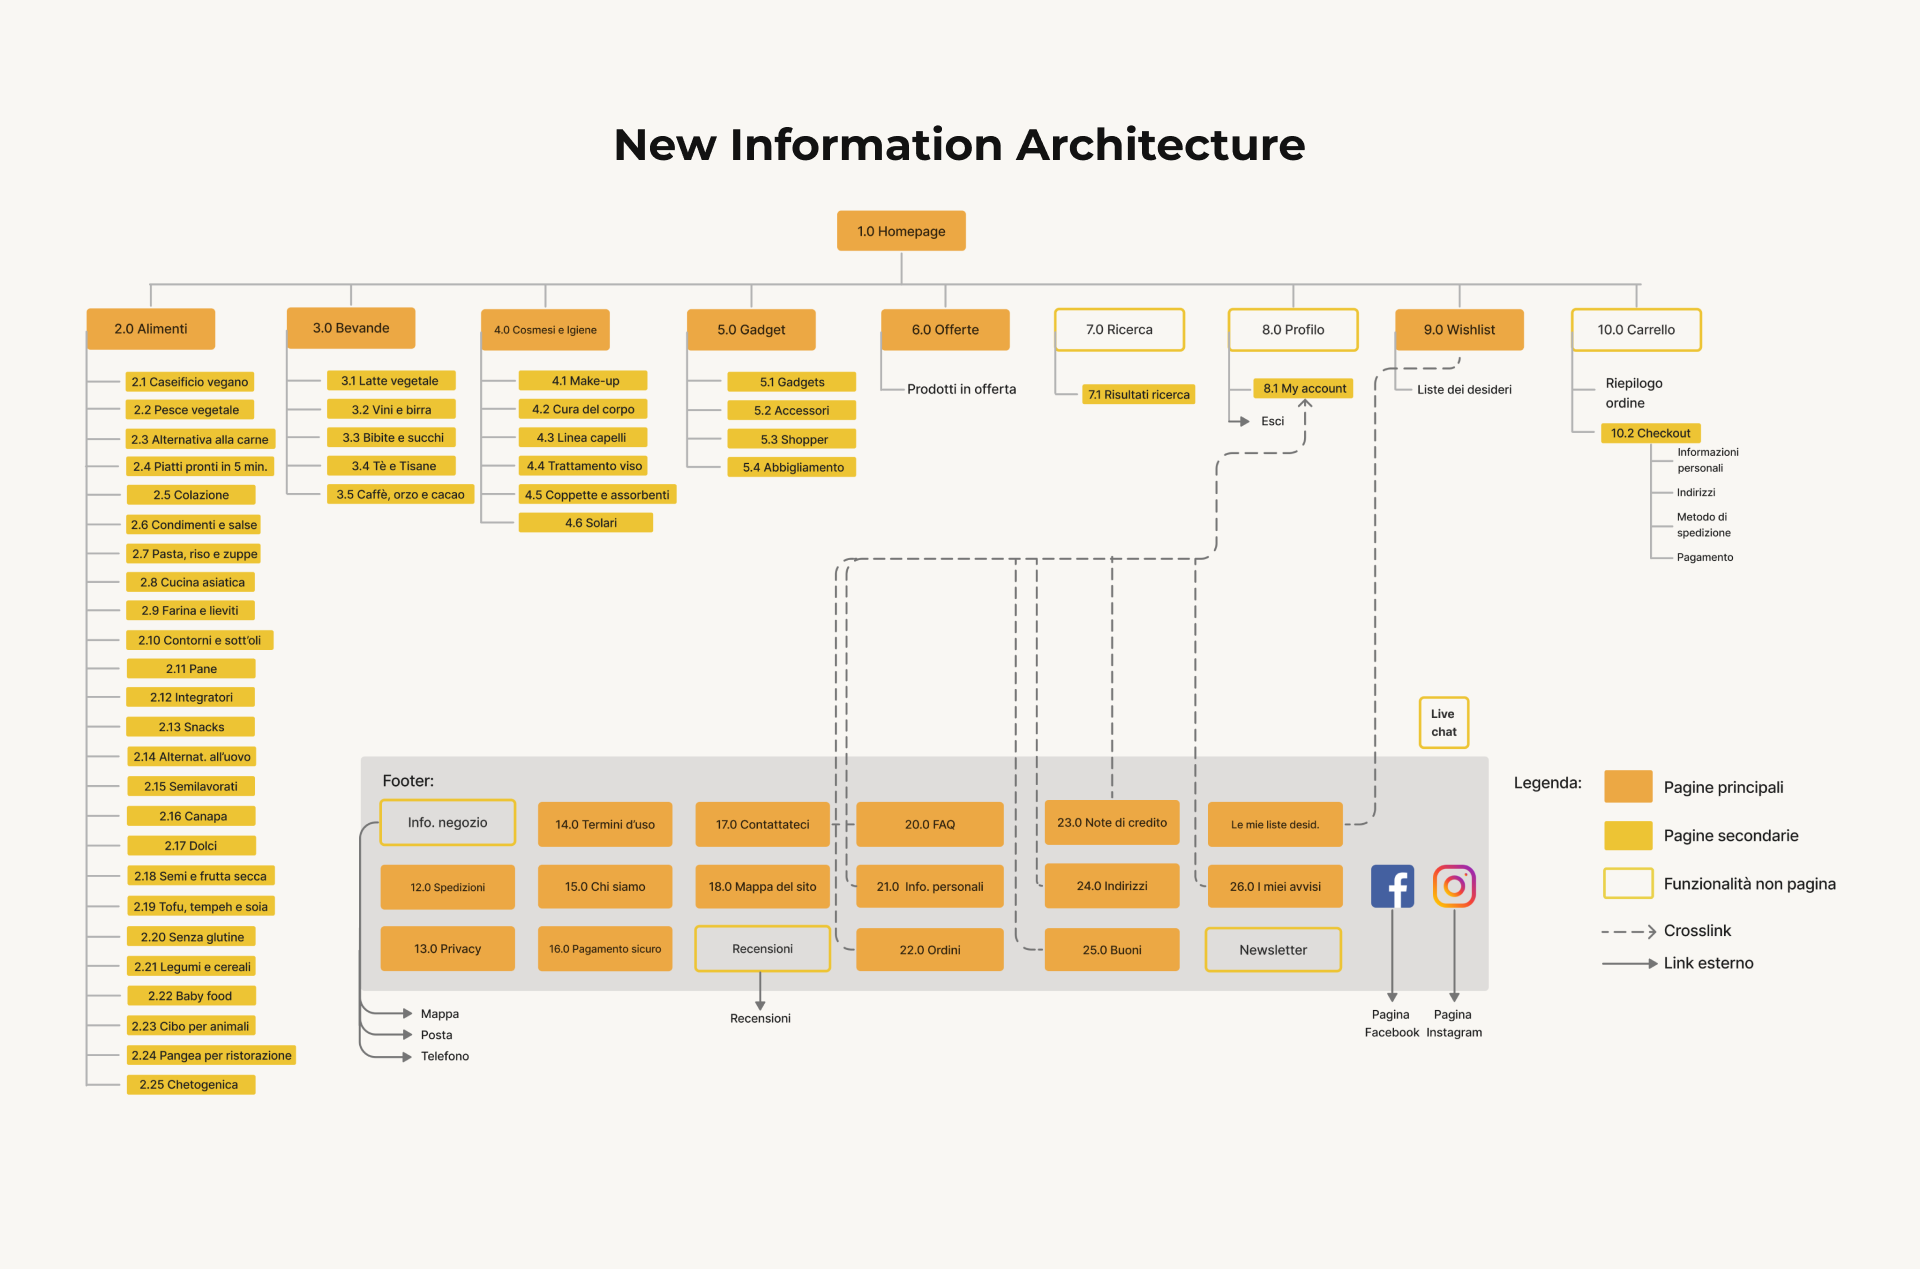 New Information Architecture
1.0 Homepage
2.0 Alimenti
3.0 Bevande
4.0 Cosmesi e Igiene
5.0 Gadget
6.0 Offerte
7.0 Ricerca
8.0 Profilo
9.0 Wishlist
10.0 Carrello
2.1 Caseificio vegano
2.2 Pesce vegetale
2.3 Alternativa alla carne
2.4 Piatti pronti in 5 min.
2.5 Colazione
2.6 Condimenti e salse
2.7 Pasta, riso e zuppe
2.8 Cucina asiatica
2.9 Farina e lieviti
2.10 Contorni e sott'oli
2.11 Pane
2.12 Integratori
2.13 Snacks
2.14 Alternat. all'uovo
2.15 Semilavorati
2.16 Canapa
2.17 Dolci
2.18 Semi e frutta secca
2.19 Tofu, tempeh e soia
2.20 Senza glutine
2.21 Legumi e cereali
2.22 Baby food
2.23 Cibo per animali
2.24 Pangea per ristorazione
2.25 Chetogenica
3.1 Latte vegetale
3.2 Vini e birra
3.3 Bibite e succhi
3.4 Tè e Tisane
3.5 Caffè, orzo e cacao
4.1 Make-up
4.2 Cura del corpo
4.3 Linea capelli
4.4 Trattamento viso
4.5 Coppette e assorbenti
4.6 Solari
5.1 Gadgets
5.2 Accessori
5.3 Shopper
5.4 Abbigliamento
Prodotti in offerta
7.1 Risultati ricerca
8.1 My account
Esci
Liste dei desideri
Riepilogo
ordine
10.2 Checkout
Informazioni
personali
Indirizzi
Metodo di
spedizione
Pagamento
Live
chat
Footer:
Info. negozio
14.0 Termini d'uso
17.0 Contattateci
20.0 FAQ
23.0 Note di credito
Le mie liste desid.
12.0 Spedizioni
15.0 Chi siamo
18.0 Mappa del sito
21.0 Info. personali
24.0 Indirizzi
26.0 I miei avvisi
13.0 Privacy
16.0 Pagamento sicuro
Recensioni
22.0 Ordini
25.0 Buoni
Newsletter
Mappa
Posta
Telefono
Recensioni
Pagina
Facebook
Pagina
Instagram
Legenda:
Pagine principali
Pagine secondarie
Funzionalità non pagina
Crosslink
Link esterno